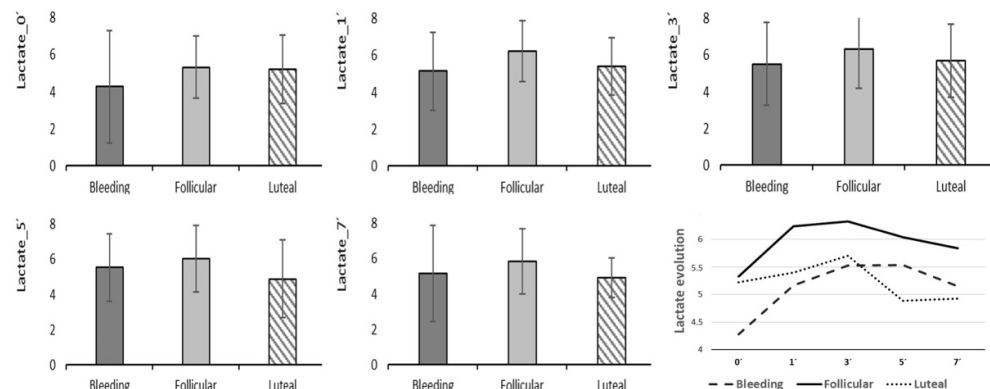 Lactate_0´
8
6
4
2
0
Bleeding Follicular Luteal
Lactate_1´
8
6
4
2
0
Bleeding Follicular Luteal
Lactate_3´
8
6
4
2
0
Bleeding Follicular Luteal
Lactate_5´
8
6
4
2
0
Bleeding Follicular Luteal
Lactate_7´
8
6
4
2
0
Bleeding Follicular Luteal
Lactate evolution
6
5.5
5
4.5
4
0´ 1´ 3´ 5´ 7´
Bleeding Follicular Luteal